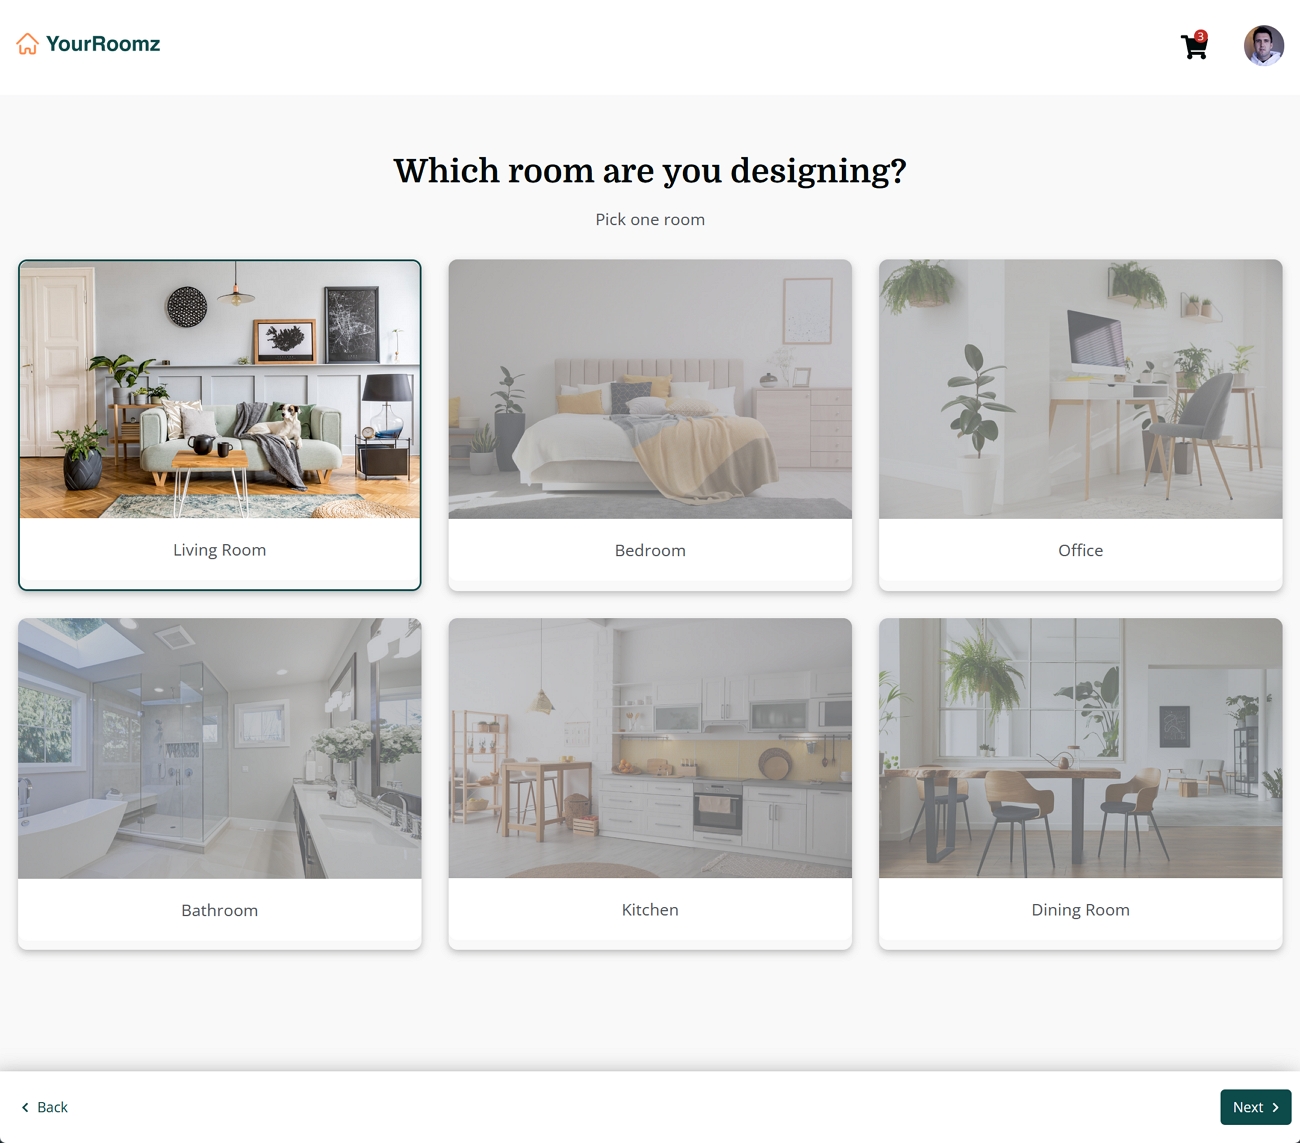 YourRoomz
3
Which room are you designing?
Pick one room
Living Room
Bedroom
Office
Bathroom
Kitchen
Dining Room
Back
Next